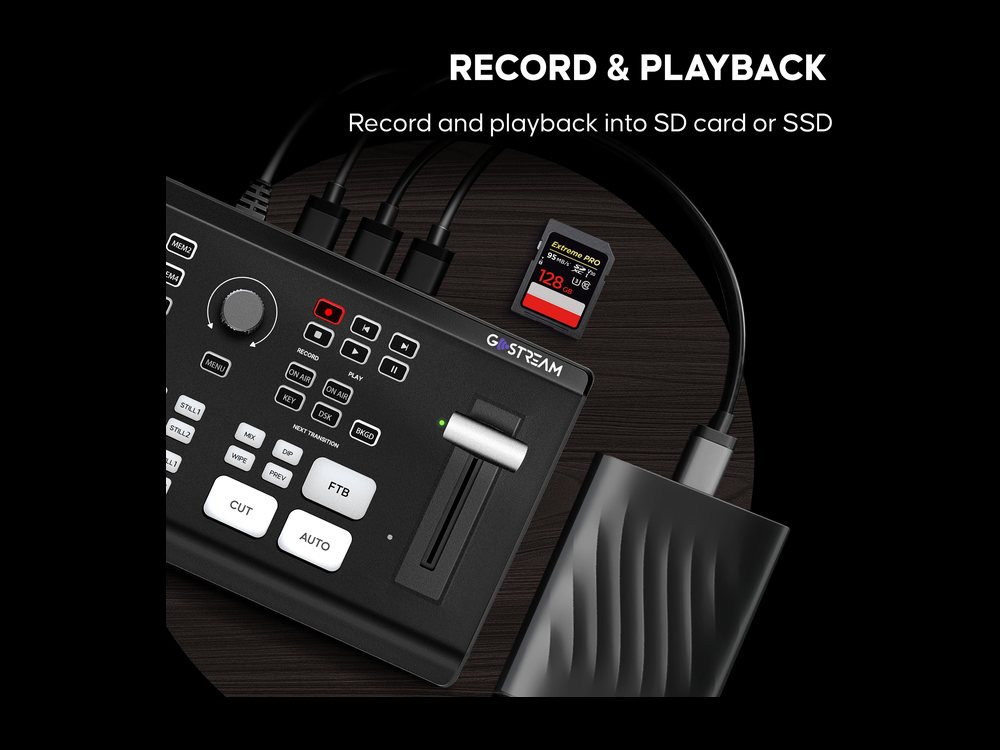 RECORD & PLAYBACK
Record and playback into SD card or SSD
Extreme PRO
95 MB/s
V30
128 GB
GOSTREAM
MEM2
MEM4
MENU
RECORD
PLAY
ON AIR
ON AIR
KEY
DSK
BKGD
NEXT TRANSITION
STILL1
STILL2
MIX
DIP
WIPE
PREV
FTB
CUT
AUTO